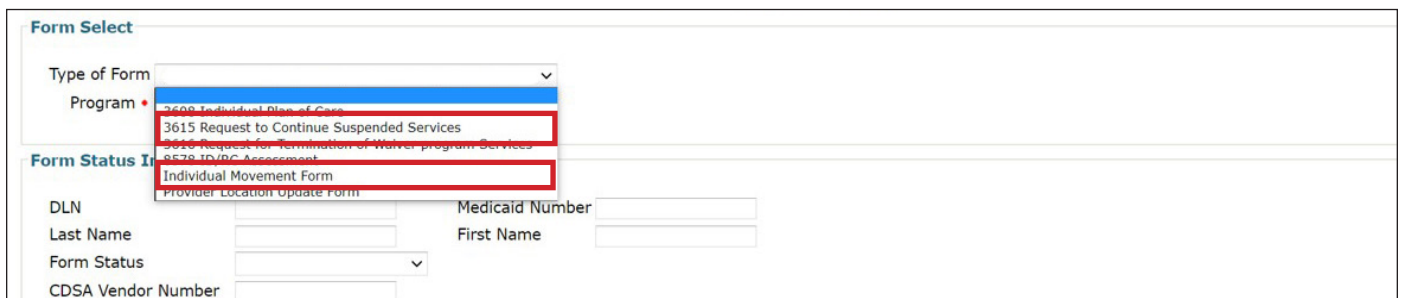 Form Select
Type of Form
Program •
3608 Individual Plan of Care
3615 Request to Continue Suspended Services
3616 Request for Termination of Waiver program Services
Form Status In
8578 ID/RC Assessment
Individual Movement Form
Provider Location Update Form
DLN Medicaid Number
Last Name First Name
Form Status
CDSA Vendor Number